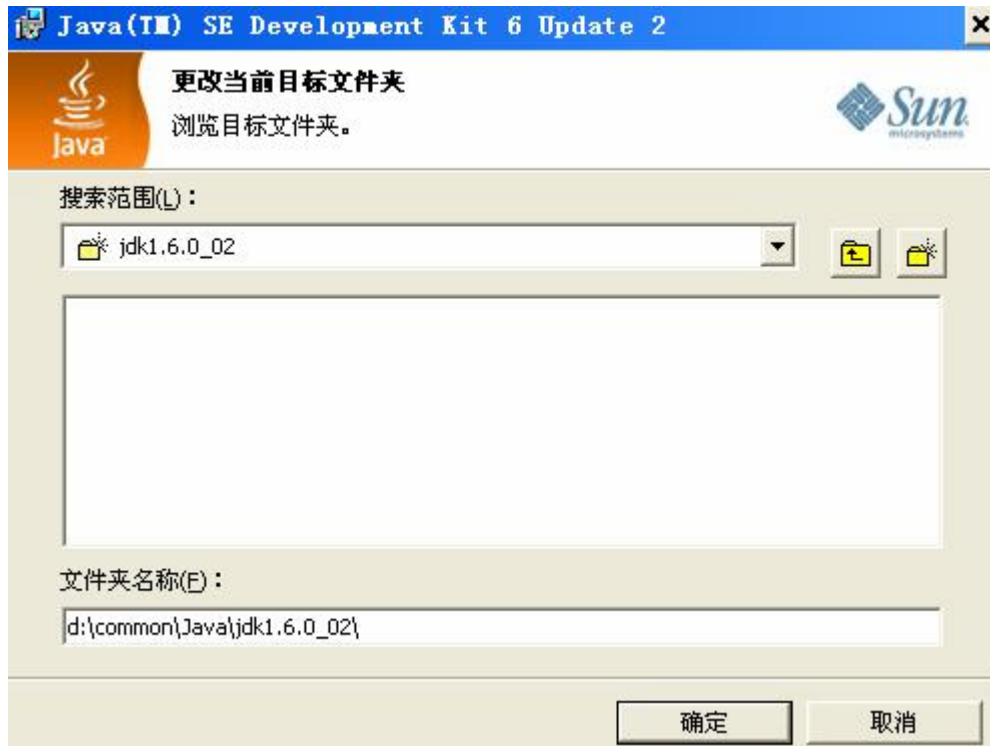 Java(TM) SE Development Kit 6 Update 2
更改当前目标文件夹
浏览目标文件夹。
Java
Sun
microsystems
搜索范围(L)：
jdk1.6.0_02
文件夹名称(F)：
d:\common\Java\jdk1.6.0_02\
确定
取消